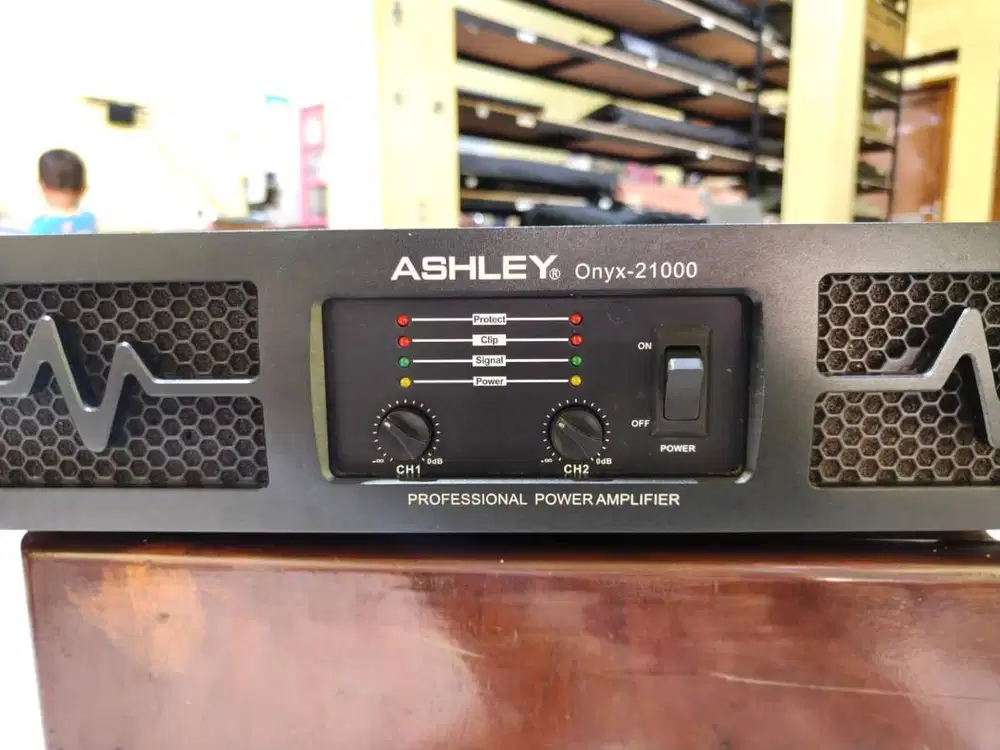 ASHLEY® Onyx-21000
Protect
Clip
Signal
Power
ON
OFF
POWER
-∞ 0dB
CH1
-∞ 0dB
CH2
PROFESSIONAL POWER AMPLIFIER